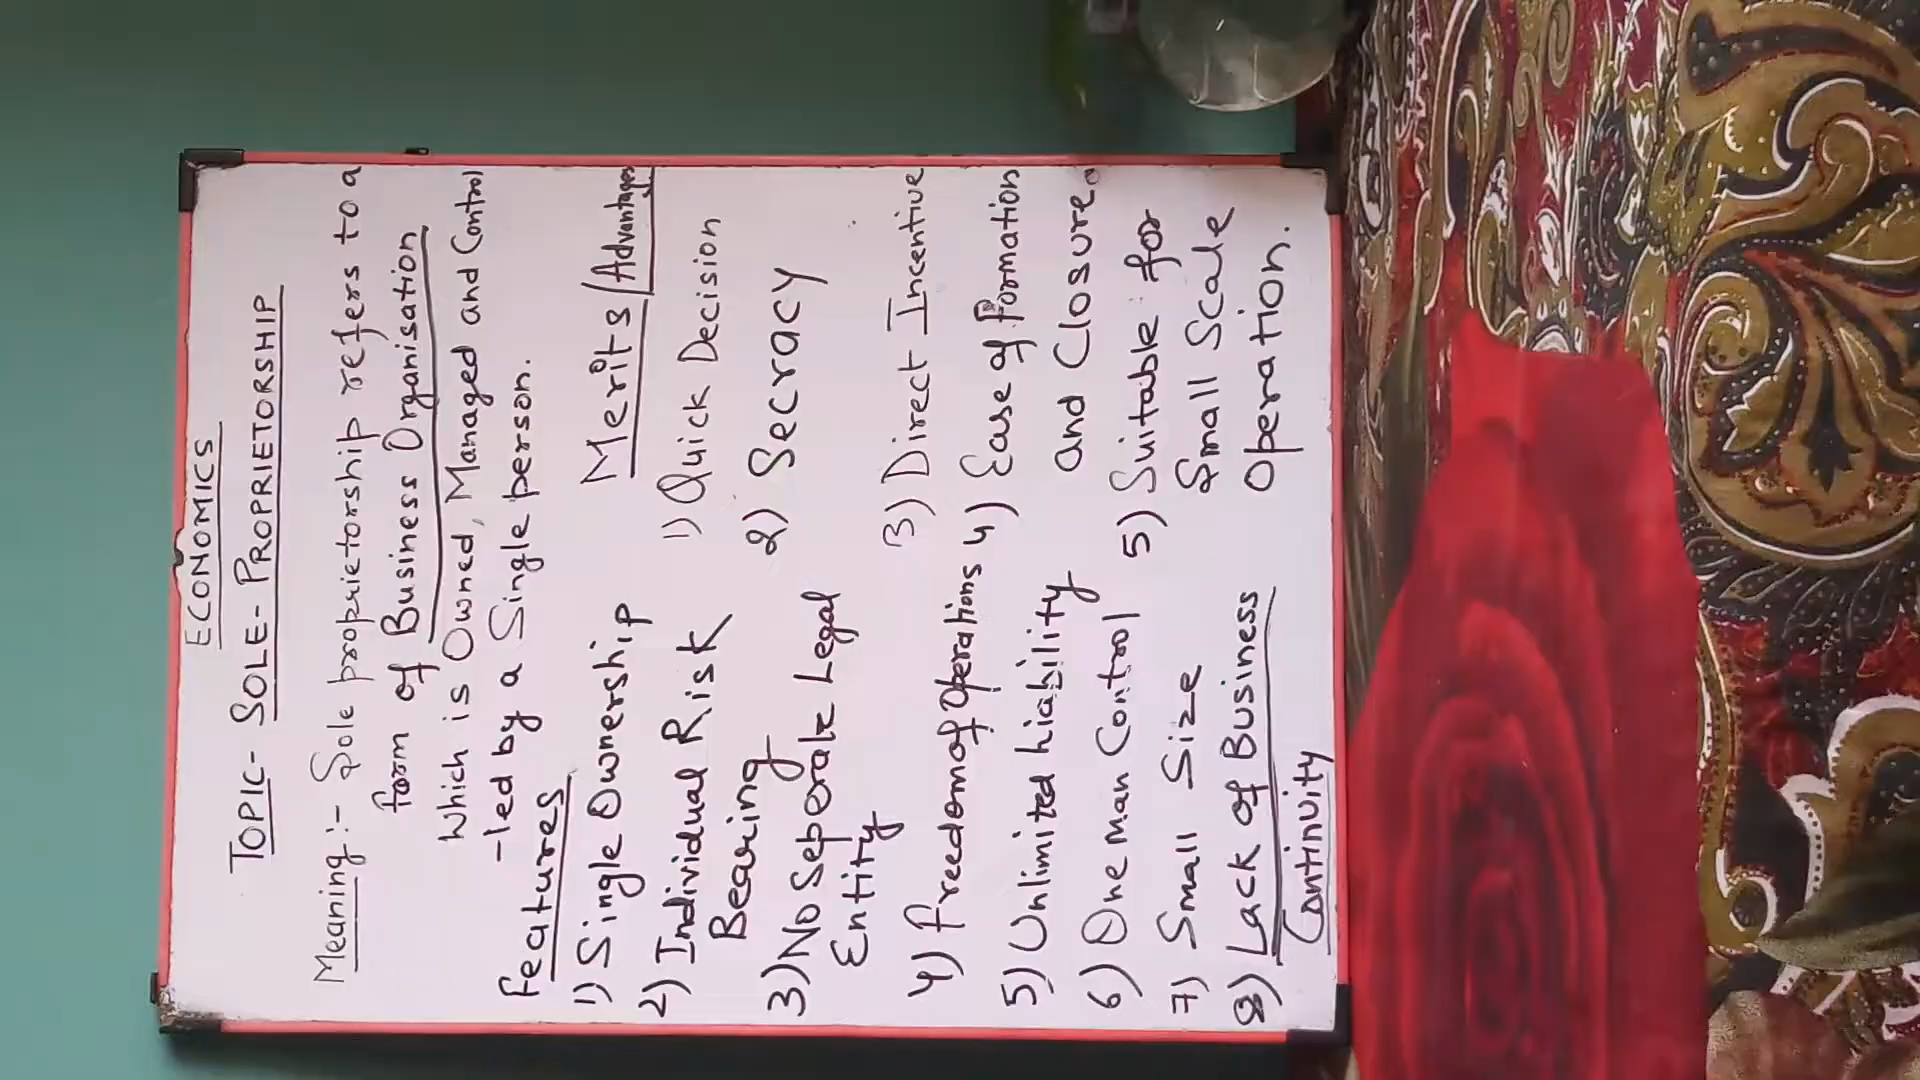 ECONOMICS
TOPIC- SOLE-PROPRIETORSHIP
Meaning:- Sole proprietorship refers to a
form of Business Organisation
which is Owned, Managed and Control
-led by a Single person.
Features
1) Single Ownership
2) Individual Risk
Bearing
3) No Seperate Legal
Entity
4) Freedom of Operations
5) Unlimited Liability
6) One man Control
7) Small Size
8) Lack of Business
Continuity
Merits/Advantages
1) Quick Decision
2) Secracy
3) Direct Incentive
4) Ease of Formation
and Closure.
5) Suitable for
Small Scale
Operation.